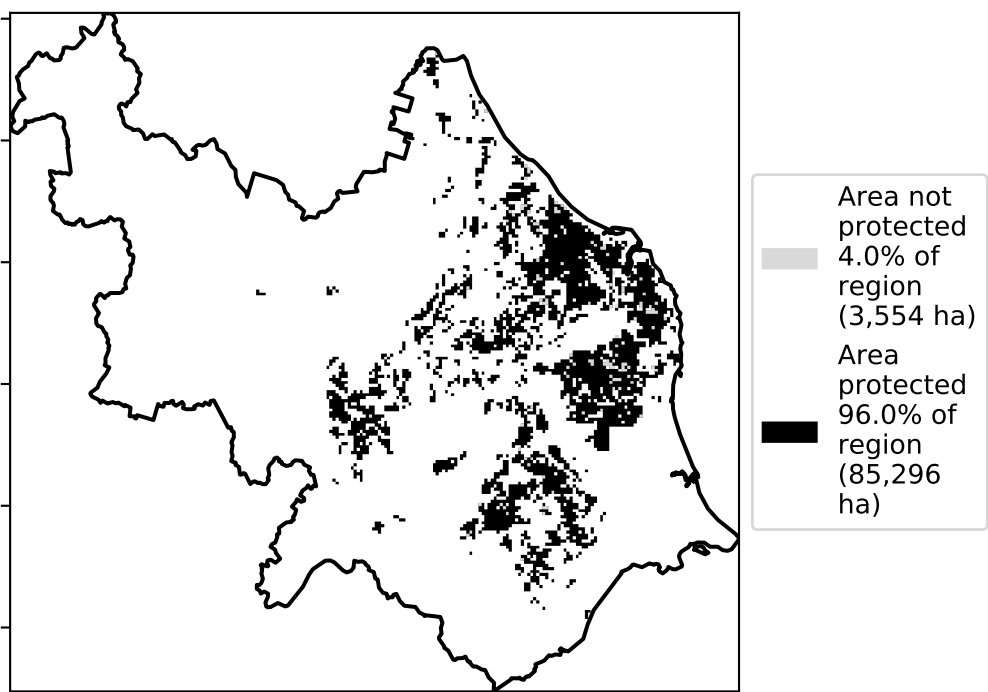 Area not
protected
4.0% of
region
(3,554 ha)
Area
protected
96.0% of
region
(85,296
ha)